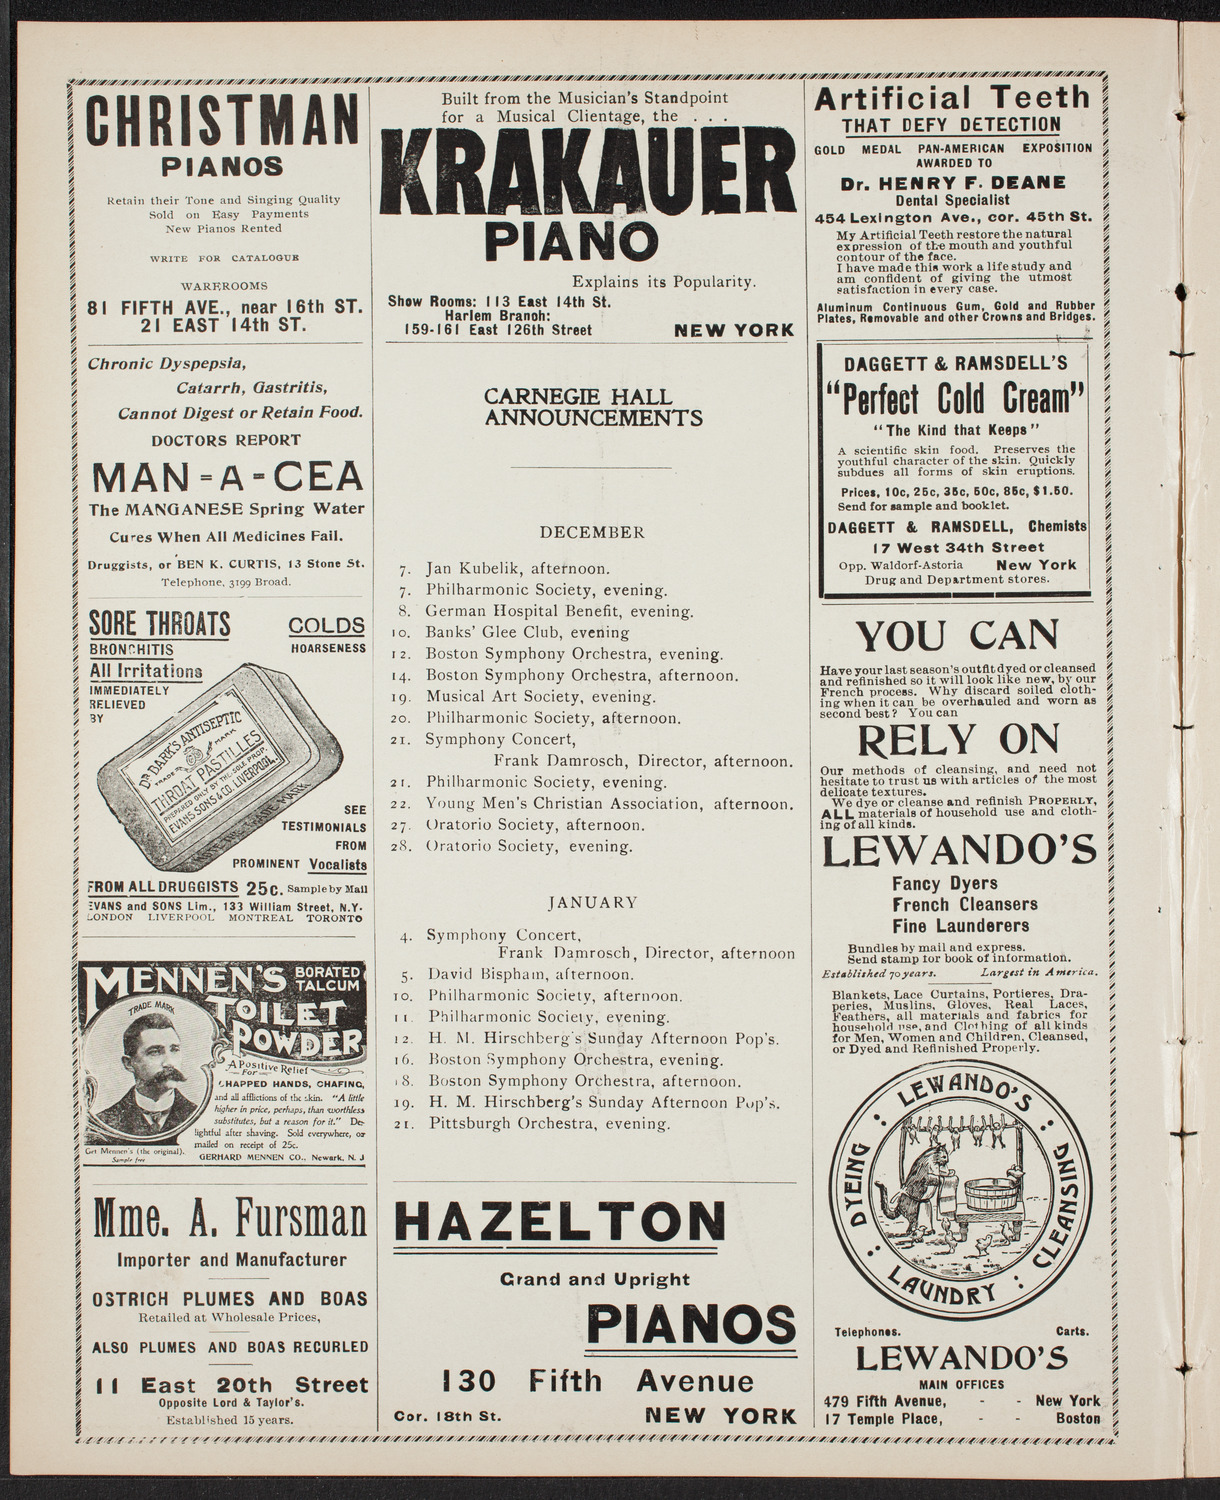 CHRISTMAN
PIANOS
Retain their Tone and Singing Quality
Sold on Easy Payments
New Pianos Rented
WRITE FOR CATALOGUE
WAREROOMS
81 FIFTH AVE., near 16th ST.
21 EAST 14th ST.
Chronic Dyspepsia,
Catarrh, Gastritis,
Cannot Digest or Retain Food.
DOCTORS REPORT
MAN-A-CEA
The MANGANESE Spring Water
Cures When All Medicines Fail.
Druggists, or BEN K. CURTIS, 13 Stone St.
Telephone, 3199 Broad.
SORE THROATS
COLDS
BRONCHITIS
HOARSENESS
All Irritations
IMMEDIATELY
RELIEVED
BY
DR DARK'S ANTISEPTIC
TRADE MARK
THROAT PASTILLES
PREPARED ONLY BY THE SOLE PROP.
EVANS SONS & CO. LIVERPOOL.
NOTE THE TRADE MARK
SEE
TESTIMONIALS
FROM
PROMINENT Vocalists
FROM ALL DRUGGISTS 25c. Sample by Mail
EVANS and SONS Lim., 133 William Street, N.Y.
LONDON LIVERPOOL MONTREAL TORONTO
MENNEN'S BORATED
TALCUM
TOILET
POWDER
TRADE MARK
A Positive Relief
For
CHAPPED HANDS, CHAFING,
and all afflictions of the skin. "A little
higher in price, perhaps, than worthless
substitutes, but a reason for it." De-
lightful after shaving. Sold everywhere, or
mailed on receipt of 25c.
Get Mennen's (the original).
Sample free
GERHARD MENNEN CO., Newark, N. J
Mme. A. Fursman
Importer and Manufacturer
OSTRICH PLUMES AND BOAS
Retailed at Wholesale Prices,
ALSO PLUMES AND BOAS RECURLED
11 East 20th Street
Opposite Lord & Taylor's.
Established 15 years.
Built from the Musician's Standpoint
for a Musical Clientage, the . . .
KRAKAUER
PIANO
Explains its Popularity.
Show Rooms: 113 East 14th St.
Harlem Branch:
159-161 East 126th Street NEW YORK
CARNEGIE HALL
ANNOUNCEMENTS
DECEMBER
7. Jan Kubelik, afternoon.
7. Philharmonic Society, evening.
8. German Hospital Benefit, evening.
10. Banks' Glee Club, evening
12. Boston Symphony Orchestra, evening.
14. Boston Symphony Orchestra, afternoon.
19. Musical Art Society, evening.
20. Philharmonic Society, afternoon.
21. Symphony Concert,
Frank Damrosch, Director, afternoon.
21. Philharmonic Society, evening.
22. Young Men's Christian Association, afternoon.
27. Oratorio Society, afternoon.
28. Oratorio Society, evening.
JANUARY
4. Symphony Concert,
Frank Damrosch, Director, afternoon
5. David Bispham, afternoon.
10. Philharmonic Society, afternoon.
11. Philharmonic Society, evening.
12. H. M. Hirschberg's Sunday Afternoon Pop's.
16. Boston Symphony Orchestra, evening.
18. Boston Symphony Orchestra, afternoon.
19. H. M. Hirschberg's Sunday Afternoon Pop's.
21. Pittsburgh Orchestra, evening.
HAZELTON
Grand and Upright
PIANOS
130 Fifth Avenue
Cor. 18th St. NEW YORK
Artificial Teeth
THAT DEFY DETECTION
GOLD MEDAL PAN-AMERICAN EXPOSITION
AWARDED TO
Dr. HENRY F. DEANE
Dental Specialist
454 Lexington Ave., cor. 45th St.
My Artificial Teeth restore the natural
expression of the mouth and youthful
contour of the face.
I have made this work a life study and
am confident of giving the utmost
satisfaction in every case.
Aluminum Continuous Gum, Gold and Rubber
Plates, Removable and other Crowns and Bridges.
DAGGETT & RAMSDELL'S
"Perfect Cold Cream"
"The Kind that Keeps"
A scientific skin food. Preserves the
youthful character of the skin. Quickly
subdues all forms of skin eruptions.
Prices, 10c, 25c, 35c, 50c, 85c, $1.50.
Send for sample and booklet.
DAGGETT & RAMSDELL, Chemists
17 West 34th Street
Opp. Waldorf-Astoria New York
Drug and Department stores.
YOU CAN
Have your last season's outfit dyed or cleansed
and refinished so it will look like new, by our
French process. Why discard soiled cloth-
ing when it can be overhauled and worn as
second best? You can
RELY ON
Our methods of cleansing, and need not
hesitate to trust us with articles of the most
delicate textures.
We dye or cleanse and refinish PROPERLY,
ALL materials of household use and cloth-
ing of all kinds.
LEWANDO'S
Fancy Dyers
French Cleansers
Fine Launderers
Bundles by mail and express.
Send stamp for book of information.
Established 70 years. Largest in America.
Blankets, Lace Curtains, Portieres, Dra-
peries, Muslins, Gloves, Real Laces,
Feathers, all materials and fabrics for
household use, and Clothing of all kinds
for Men, Women and Children, Cleansed,
or Dyed and Refinished Properly.
LEWANDO'S
DYEING
CLEANSING
LAUNDRY
Telephones. Carts.
LEWANDO'S
MAIN OFFICES
479 Fifth Avenue, - - New York
17 Temple Place, - - Boston